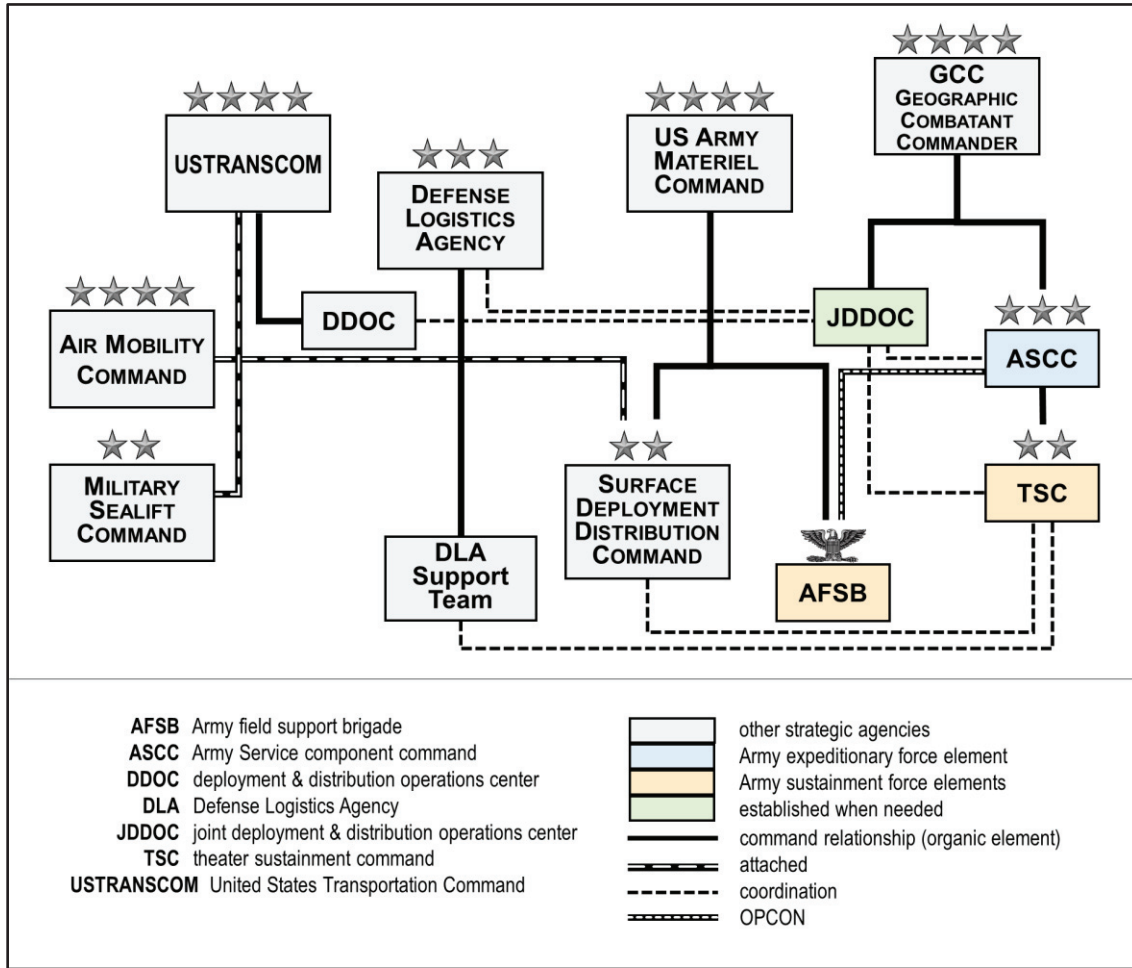 USTRANSCOM
DEFENSE
LOGISTICS
AGENCY
US ARMY
MATERIEL
COMMAND
GCC
GEOGRAPHIC
COMBATANT
COMMANDER
AIR MOBILITY
COMMAND
DDOC
JDDOC
ASCC
MILITARY
SEALIFT
COMMAND
DLA
Support
Team
SURFACE
DEPLOYMENT
DISTRIBUTION
COMMAND
AFSB
TSC
AFSB Army field support brigade
ASCC Army Service component command
DDOC deployment & distribution operations center
DLA Defense Logistics Agency
JDDOC joint deployment & distribution operations center
TSC theater sustainment command
USTRANSCOM United States Transportation Command
other strategic agencies
Army expeditionary force element
Army sustainment force elements
established when needed
command relationship (organic element)
attached
coordination
OPCON